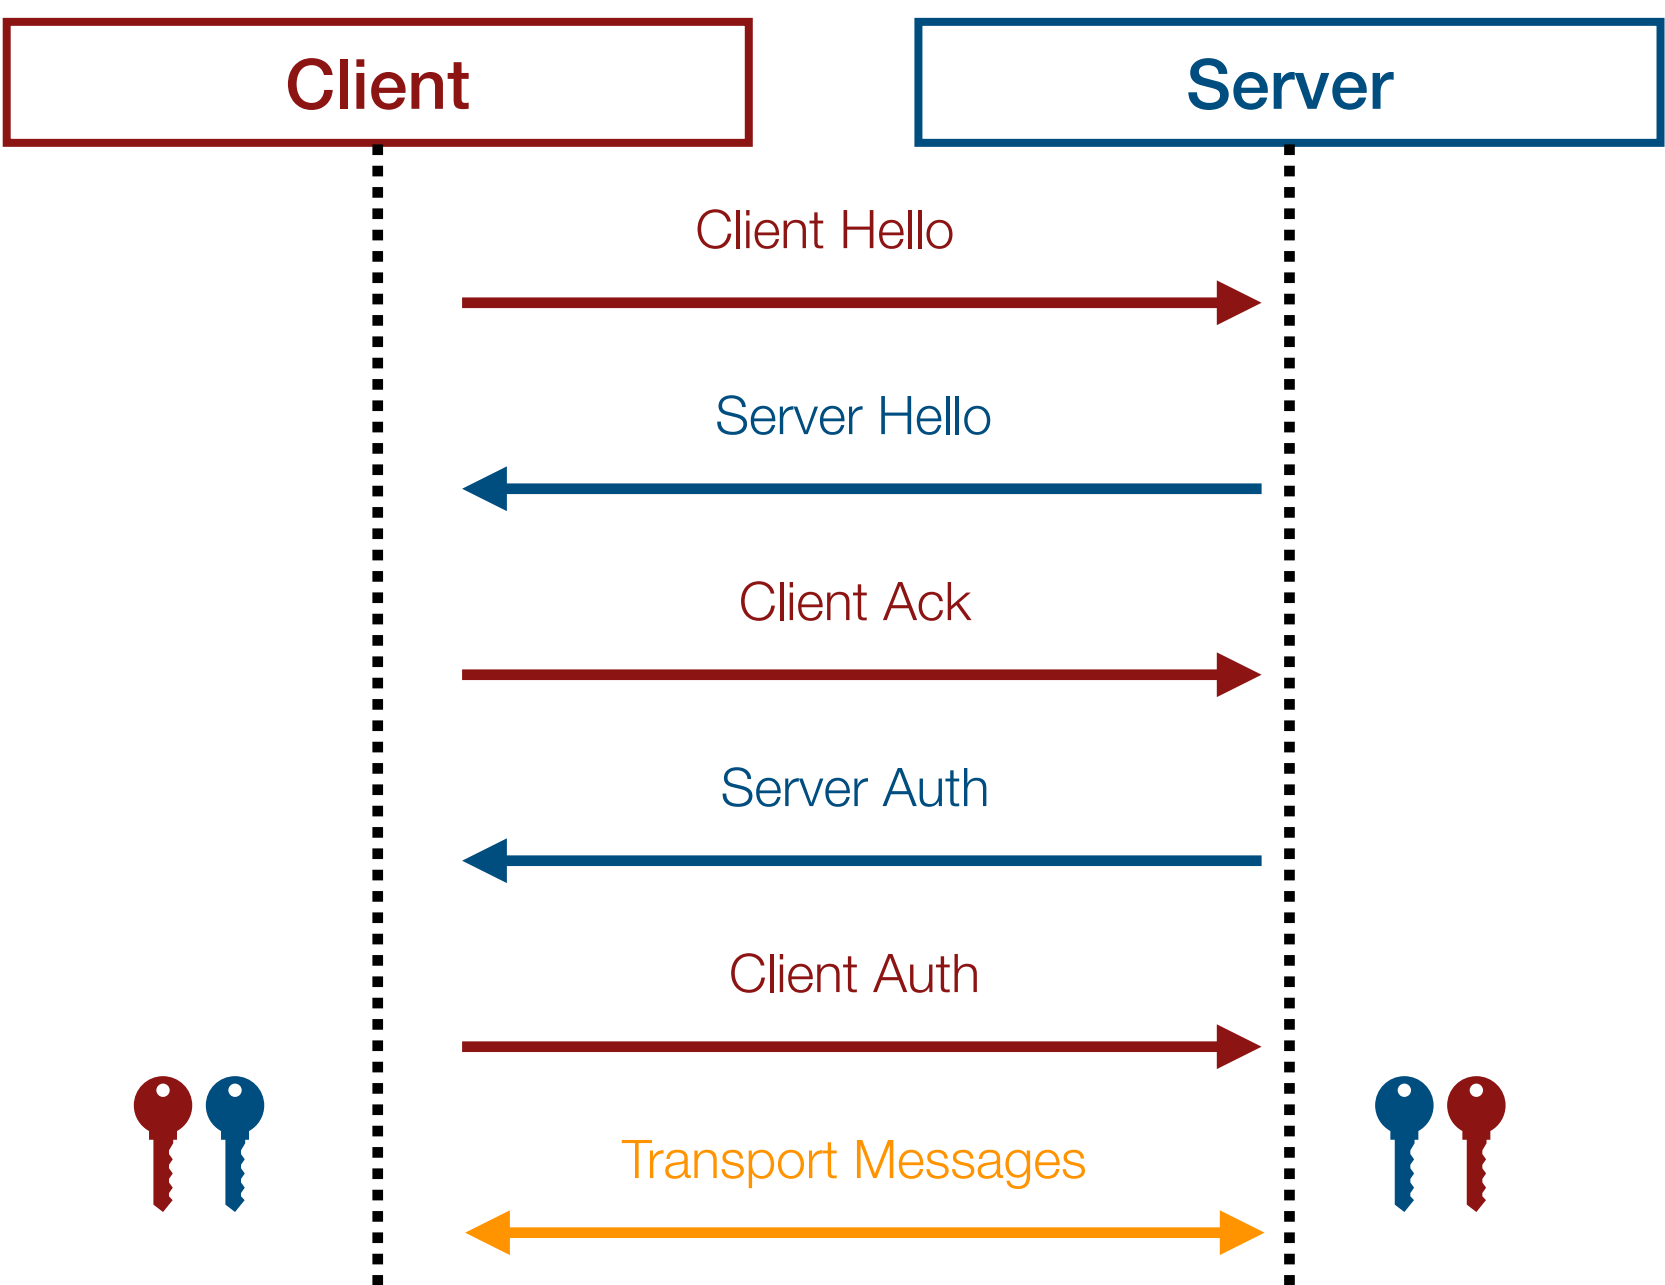 Client
Server
Client Hello
Server Hello
Client Ack
Server Auth
Client Auth
Transport Messages